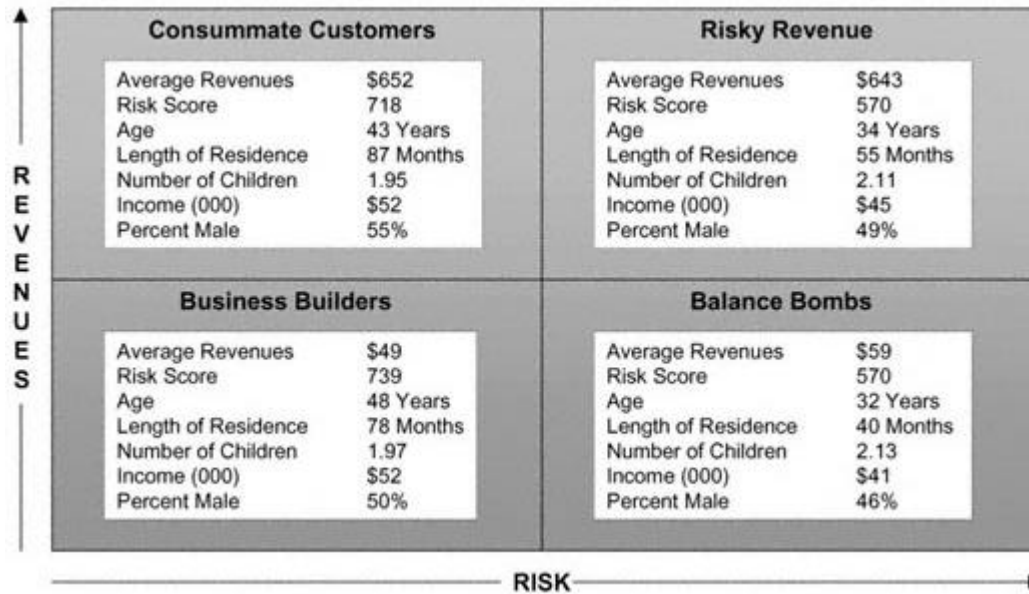 Consummate Customers
Average Revenues $652
Risk Score 718
Age 43 Years
Length of Residence 87 Months
Number of Children 1.95
Income (000) $52
Percent Male 55%
Risky Revenue
Average Revenues $643
Risk Score 570
Age 34 Years
Length of Residence 55 Months
Number of Children 2.11
Income (000) $45
Percent Male 49%
REVENUES
Business Builders
Average Revenues $49
Risk Score 739
Age 48 Years
Length of Residence 78 Months
Number of Children 1.97
Income (000) $52
Percent Male 50%
Balance Bombs
Average Revenues $59
Risk Score 570
Age 32 Years
Length of Residence 40 Months
Number of Children 2.13
Income (000) $41
Percent Male 46%
RISK